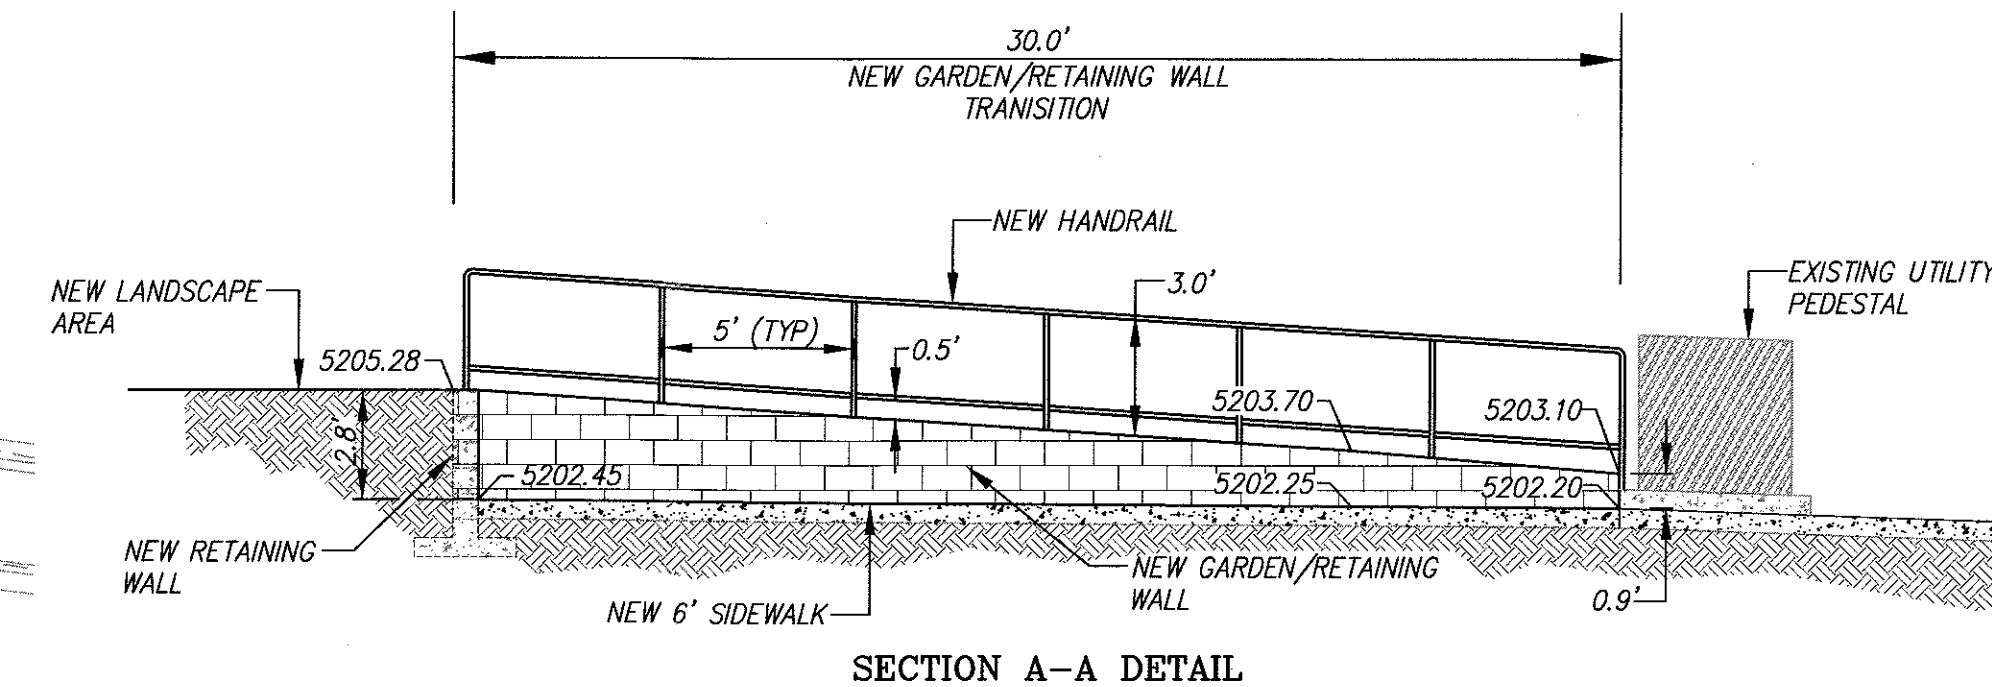 30.0'
NEW GARDEN/RETAINING WALL
TRANISITION
NEW HANDRAIL
NEW LANDSCAPE
AREA
3.0'
EXISTING UTILITY
PEDESTAL
5' (TYP)
0.5'
5205.28
5203.70
5203.10
2.8'
5202.45
5202.25
5202.20
NEW RETAINING
WALL
NEW GARDEN/RETAINING
WALL
NEW 6' SIDEWALK
0.9'
SECTION A-A DETAIL